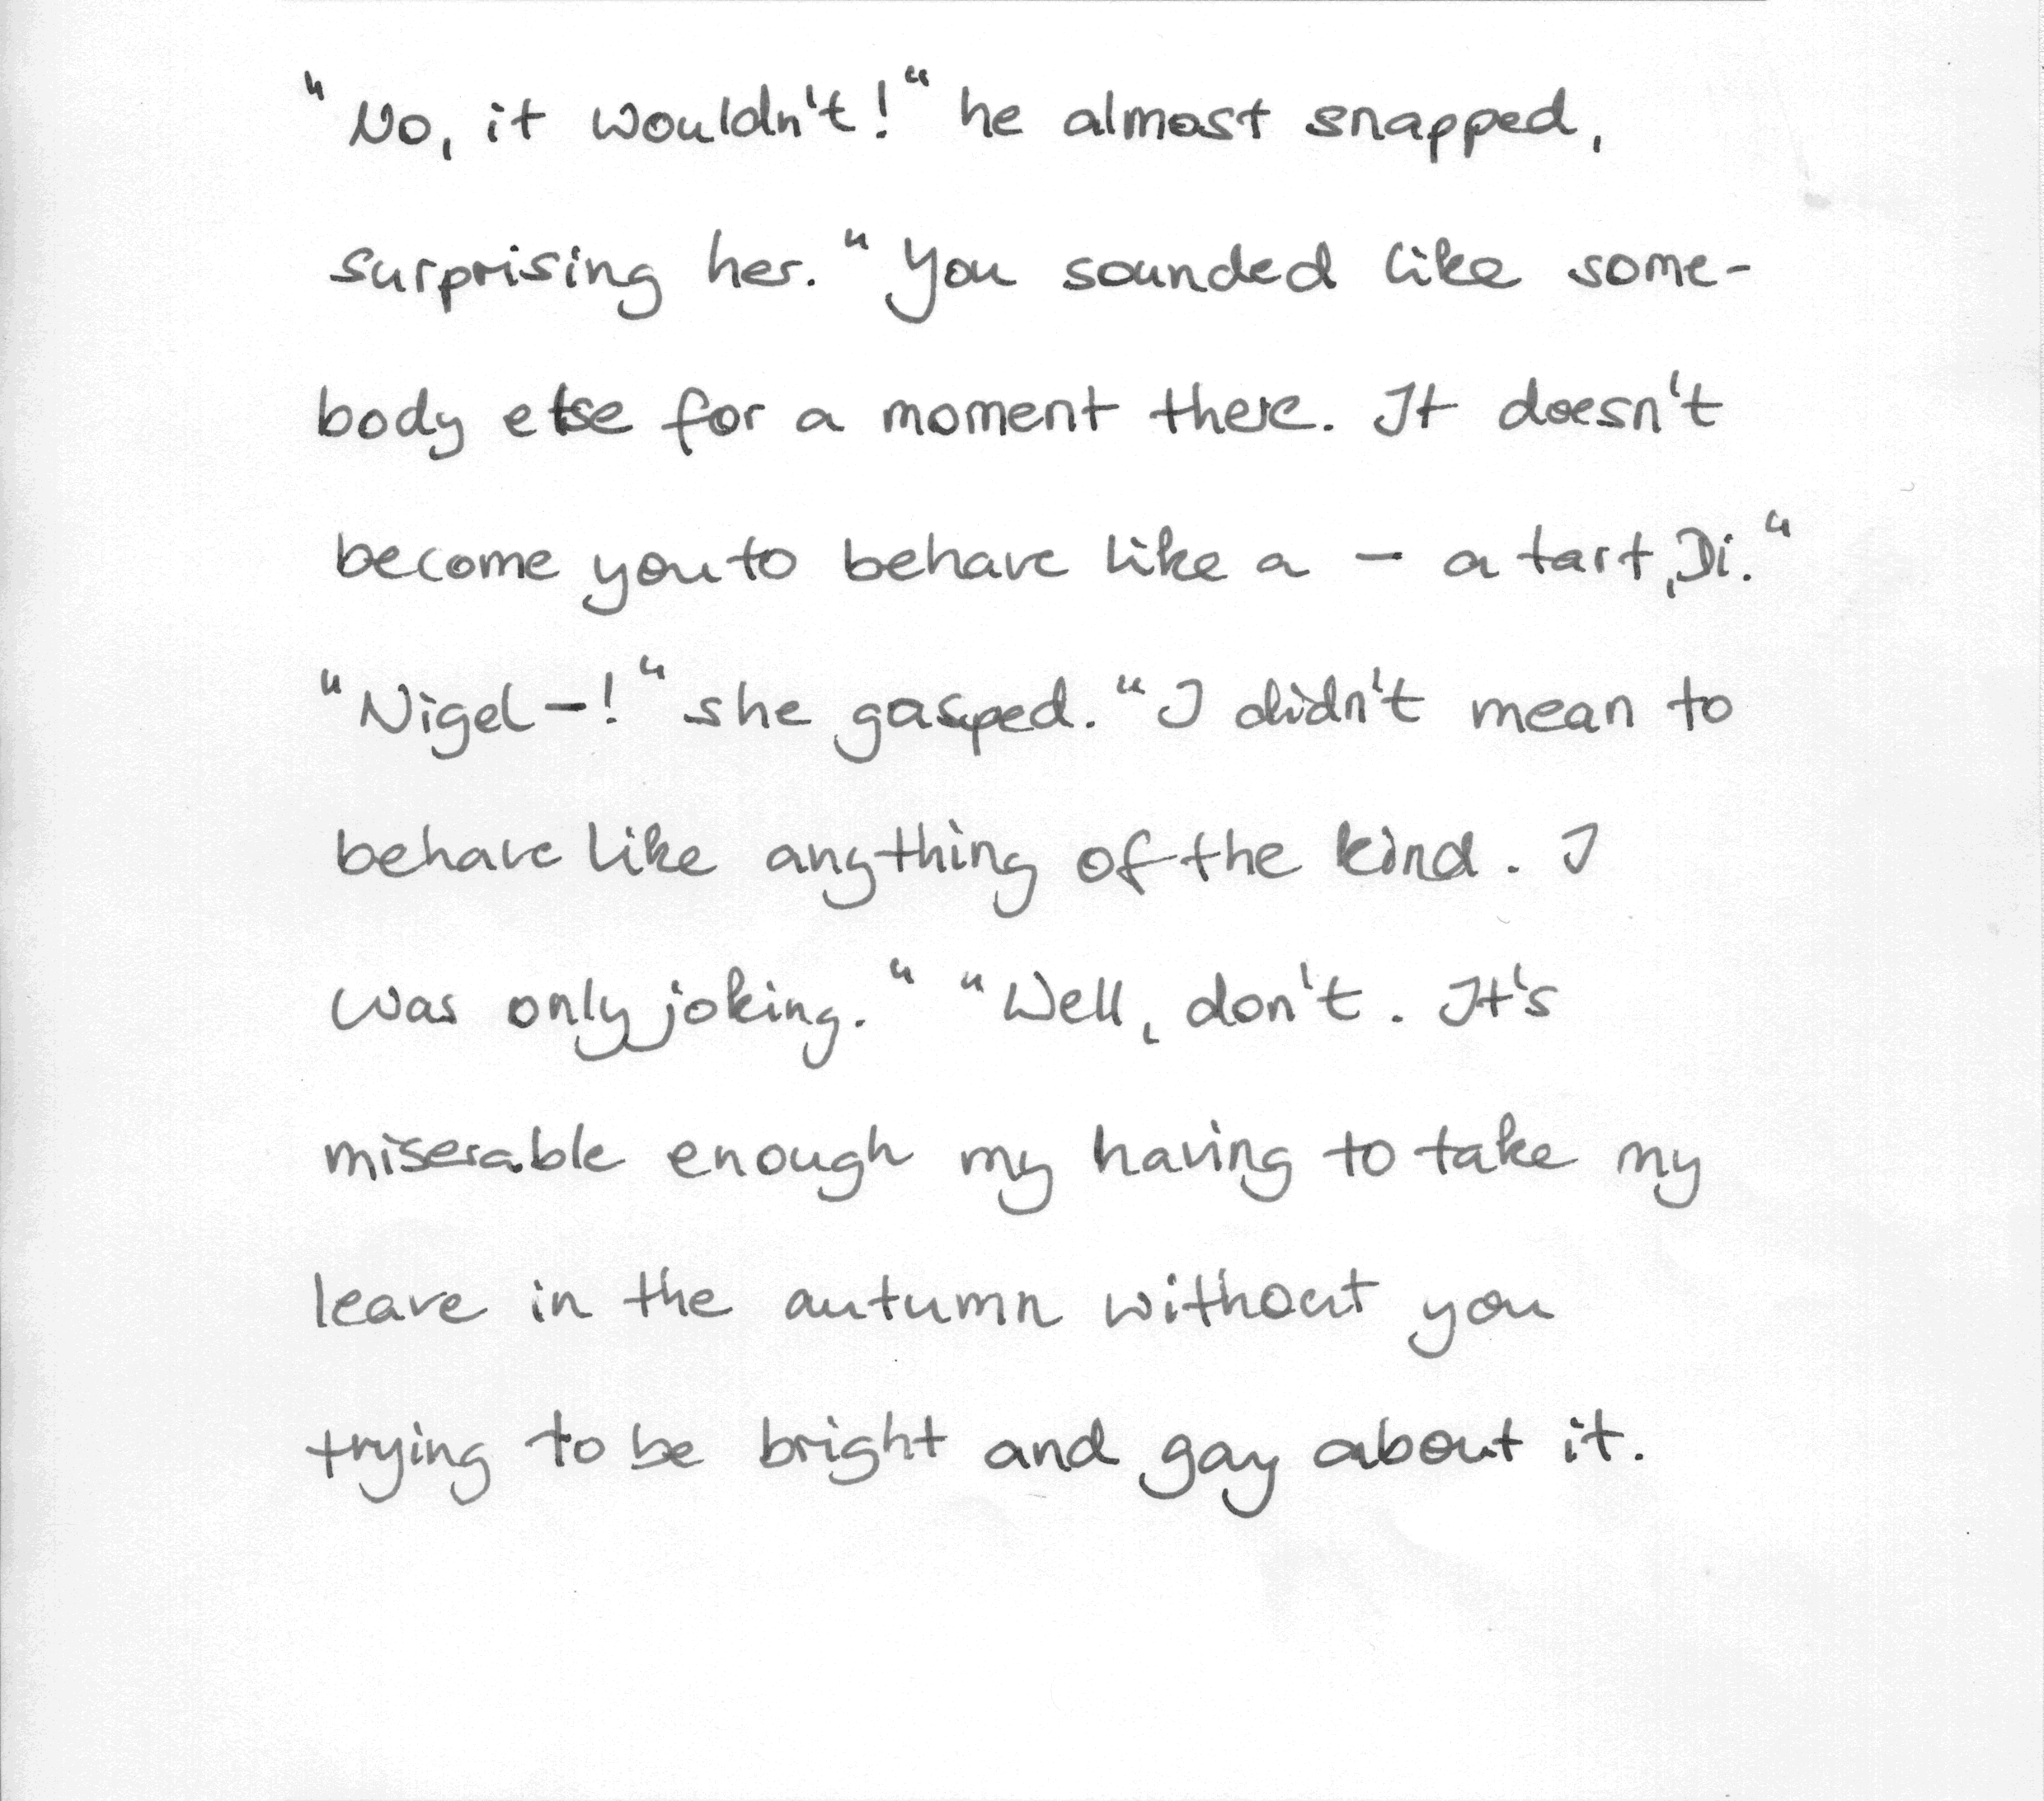 "No, it wouldn't!" he almost snapped,
surprising her. "You sounded like some-
body else for a moment there. It doesn't
become you to behave like a - a tart, Di."
"Nigel-!" she gasped. "I didn't mean to
behave like anything of the kind. I
was only joking." "Well, don't. It's
miserable enough my having to take my
leave in the autumn without you
trying to be bright and gay about it.